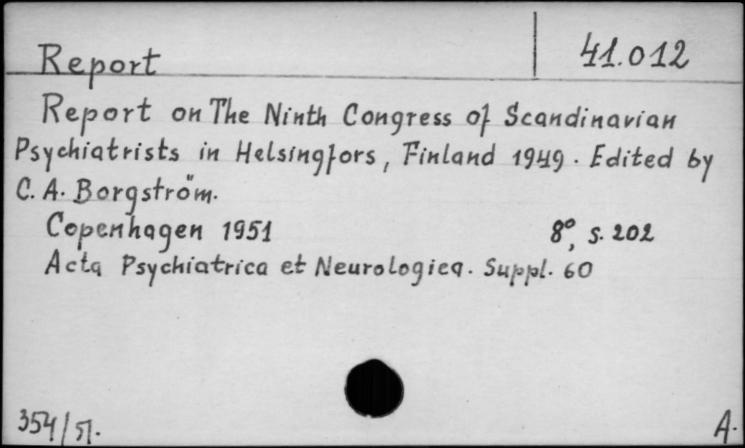 Report 41.012
Report on The Ninth Congress of Scandinavian
Psychiatrists in Helsingfors, Finland 1949. Edited by
C. A. Borgström.
Copenhagen 1951 8°, S. 202
Acta Psychiatrica et Neurologica. Suppl. 60
354/51. A.